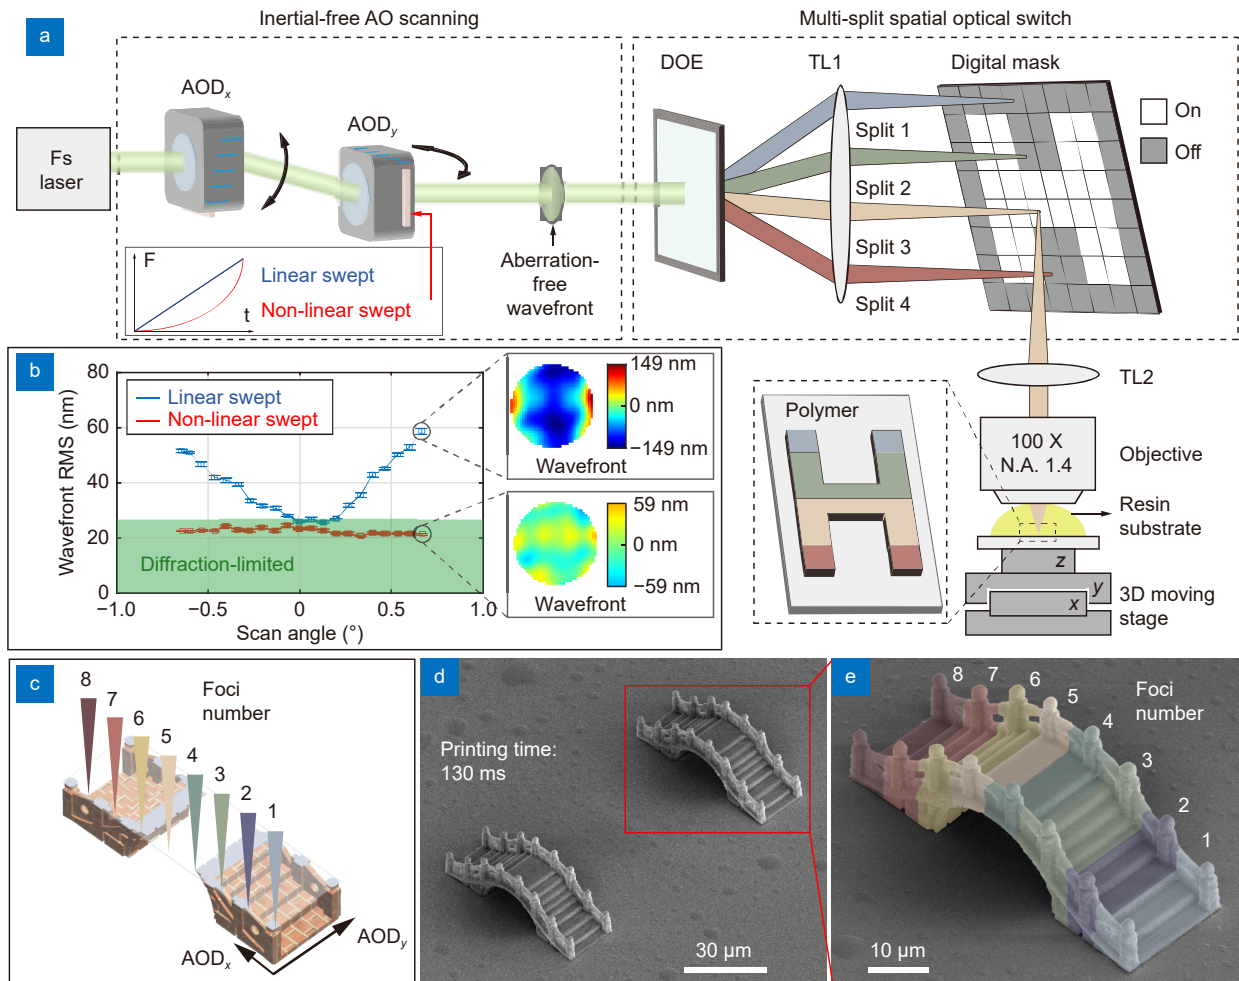 Inertial-free AO scanning
Multi-split spatial optical switch
a
AODx
AODy
Fs
laser
F
Linear swept
Non-linear swept
t
Aberration-
free
wavefront
DOE
TL1
Digital mask
Split 1
Split 2
Split 3
Split 4
On
Off
TL2
100 X
N.A. 1.4
Objective
Resin
substrate
z
y
x
3D moving
stage
Polymer
b
Linear swept
Non-linear swept
Wavefront RMS (nm)
80
60
40
20
0
Diffraction-limited
−1.0
−0.5
0
0.5
1.0
Scan angle (°)
149 nm
0 nm
−149 nm
Wavefront
59 nm
0 nm
−59 nm
Wavefront
c
8
7
6
5
4
3
2
1
Foci
number
AODx
AODy
d
Printing time:
130 ms
30 μm
e
8
7
6
5
4
3
2
1
Foci
number
10 μm